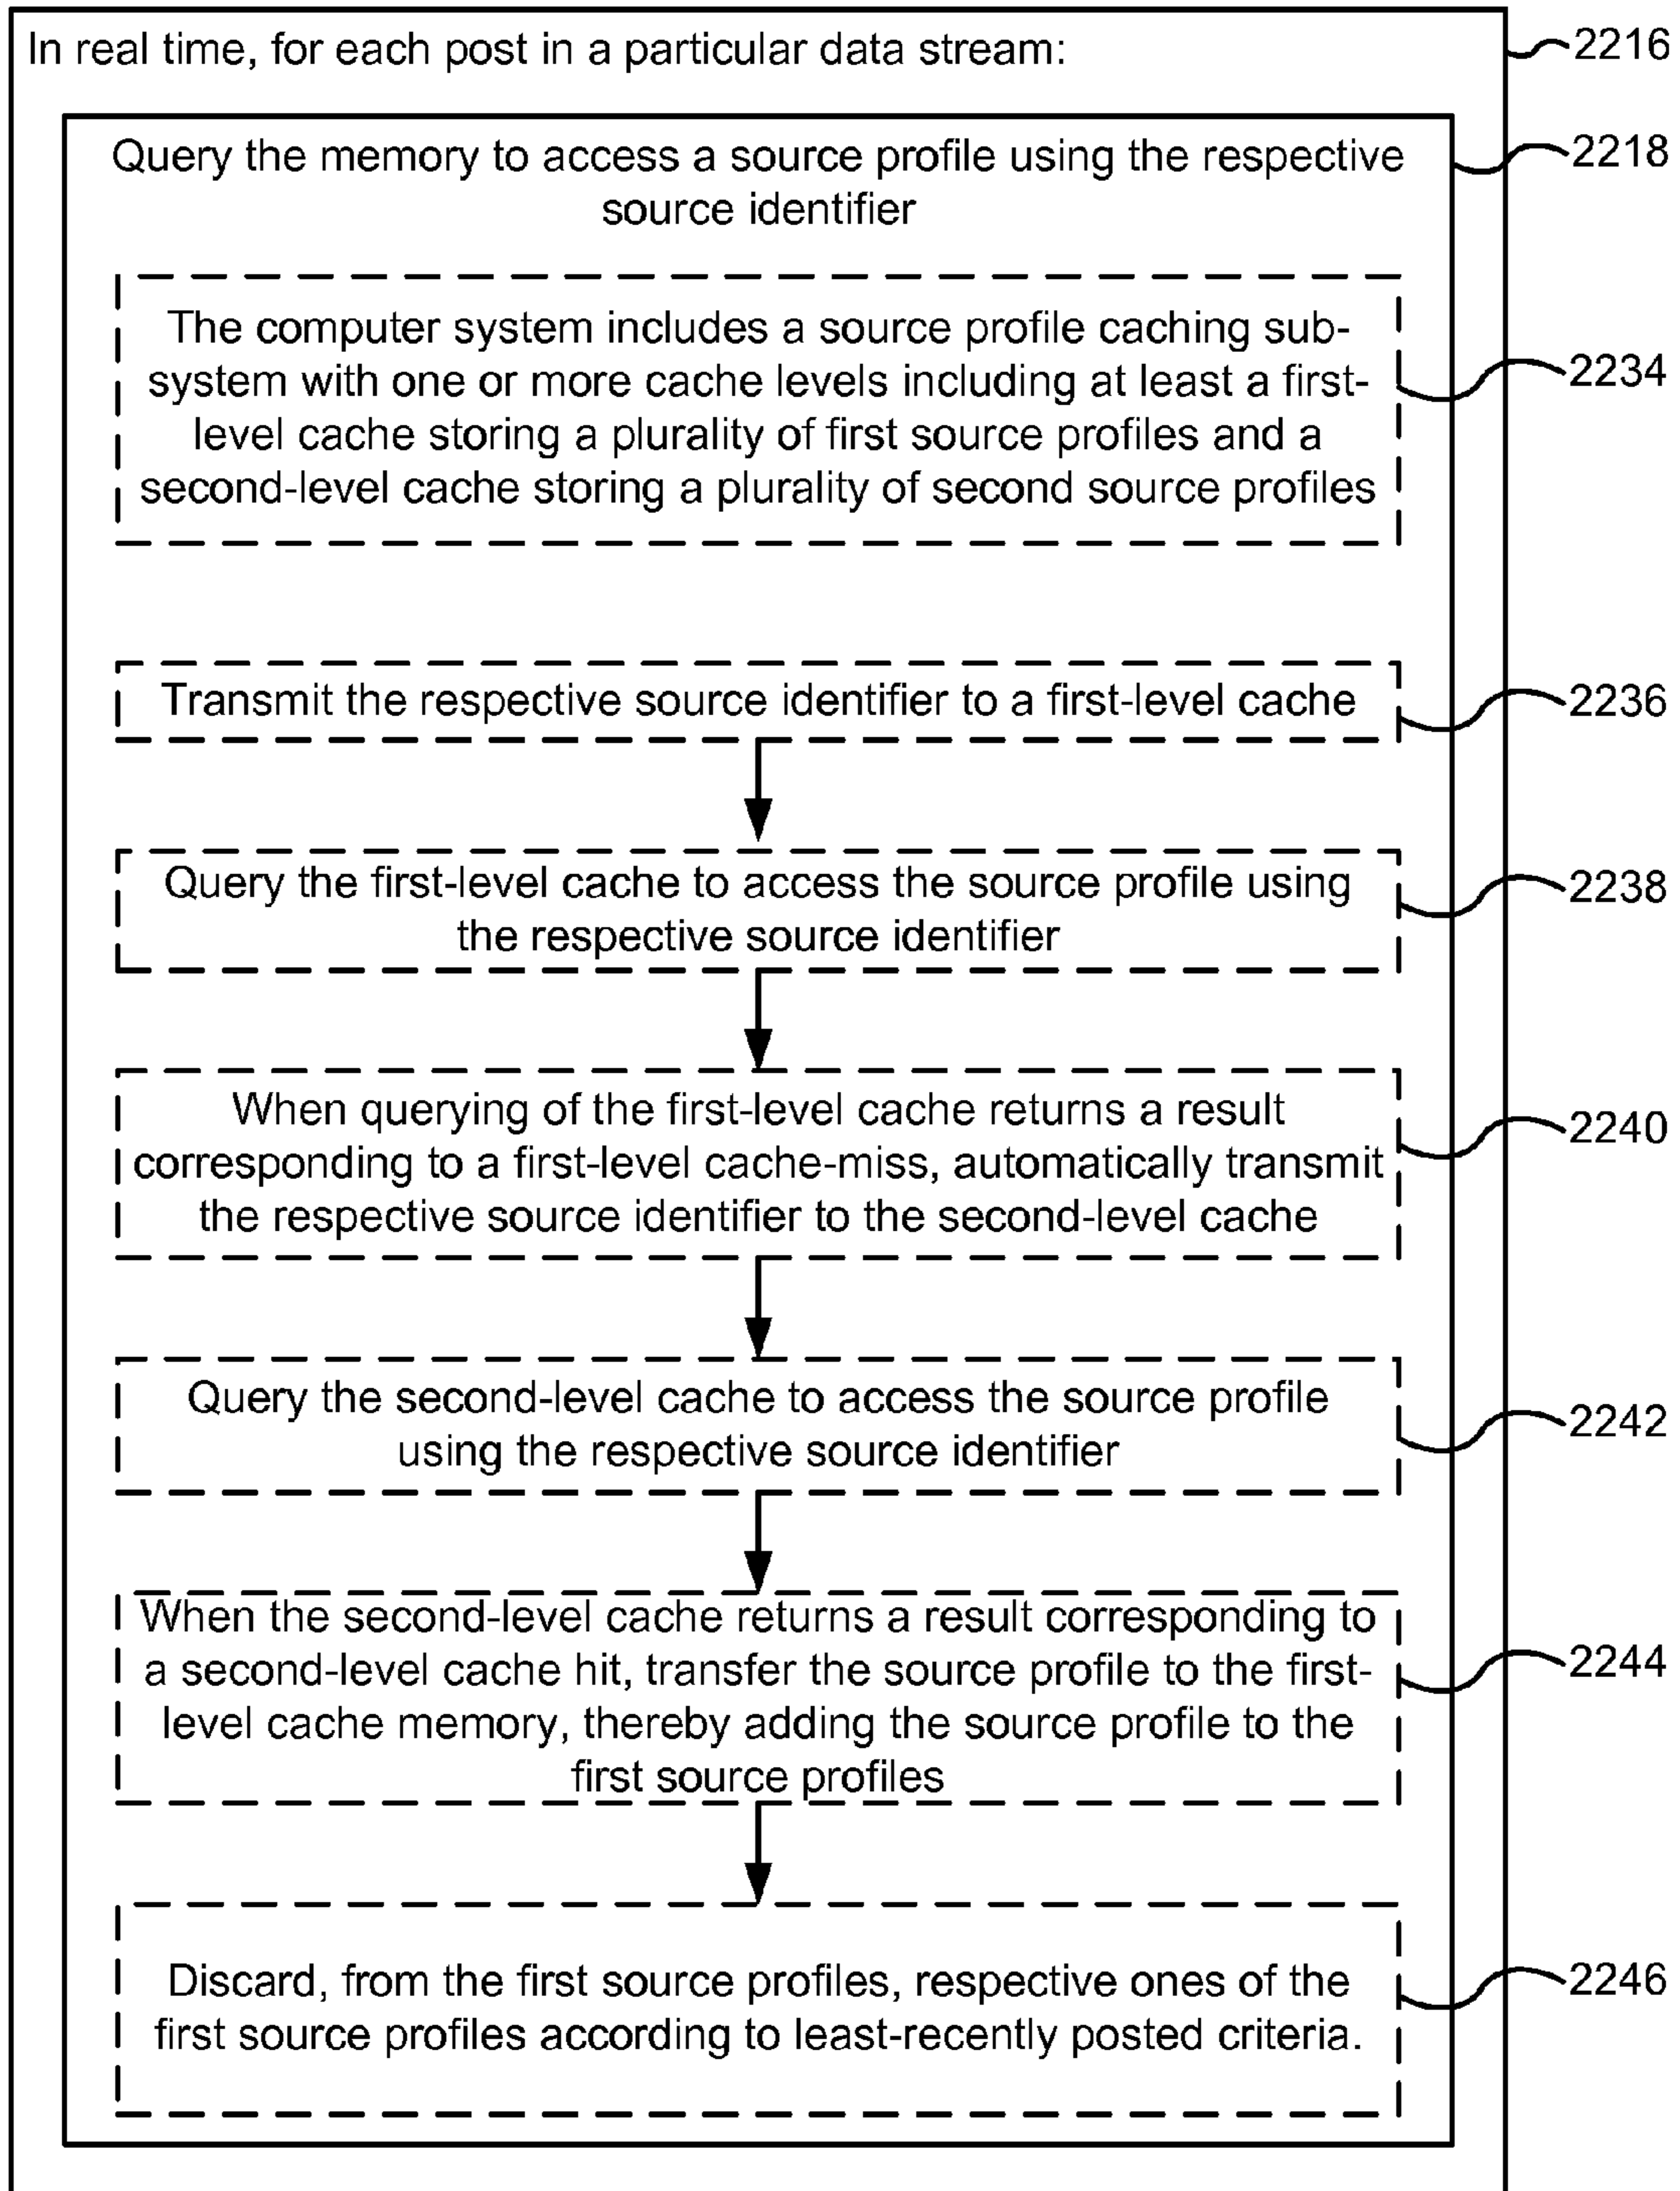 In real time, for each post in a particular data stream:
2216
Query the memory to access a source profile using the respective
source identifier
2218
The computer system includes a source profile caching sub-
system with one or more cache levels including at least a first-
level cache storing a plurality of first source profiles and a
second-level cache storing a plurality of second source profiles
2234
Transmit the respective source identifier to a first-level cache
2236
Query the first-level cache to access the source profile using
the respective source identifier
2238
When querying of the first-level cache returns a result
corresponding to a first-level cache-miss, automatically transmit
the respective source identifier to the second-level cache
2240
Query the second-level cache to access the source profile
using the respective source identifier
2242
When the second-level cache returns a result corresponding to
a second-level cache hit, transfer the source profile to the first-
level cache memory, thereby adding the source profile to the
first source profiles
2244
Discard, from the first source profiles, respective ones of the
first source profiles according to least-recently posted criteria.
2246